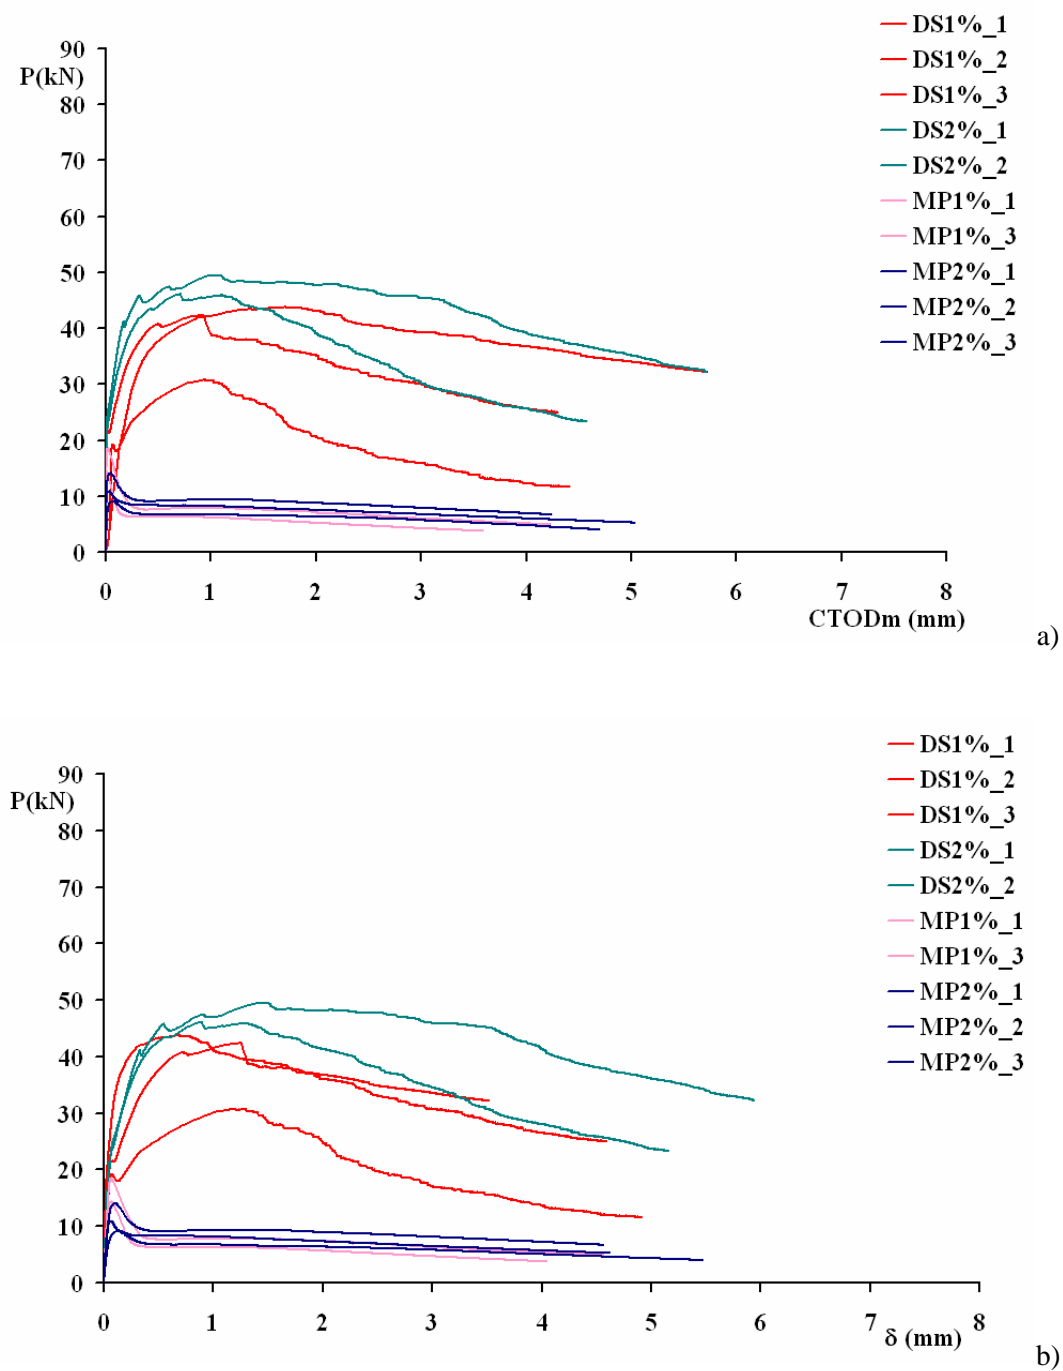 DS1%_1
DS1%_2
DS1%_3
DS2%_1
DS2%_2
MP1%_1
MP1%_3
MP2%_1
MP2%_2
MP2%_3
90
P(kN)
80
70
60
50
40
30
20
10
0
0 1 2 3 4 5 6 7 8
CTODm (mm)
a)
DS1%_1
DS1%_2
DS1%_3
DS2%_1
DS2%_2
MP1%_1
MP1%_3
MP2%_1
MP2%_2
MP2%_3
90
P(kN)
80
70
60
50
40
30
20
10
0
0 1 2 3 4 5 6 7 8
δ (mm)
b)